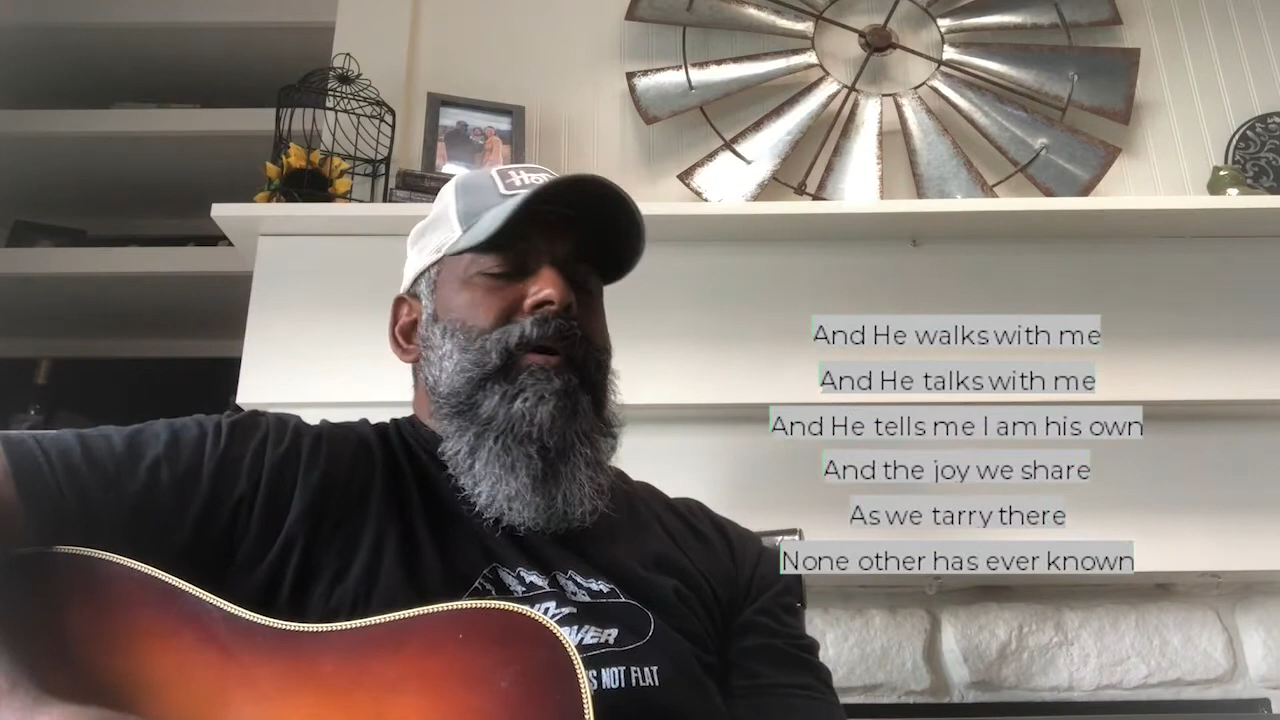 And He walks with me
And He talks with me
And He tells me I am his own
And the joy we share
As we tarry there
None other has ever known
S NOT FLAT